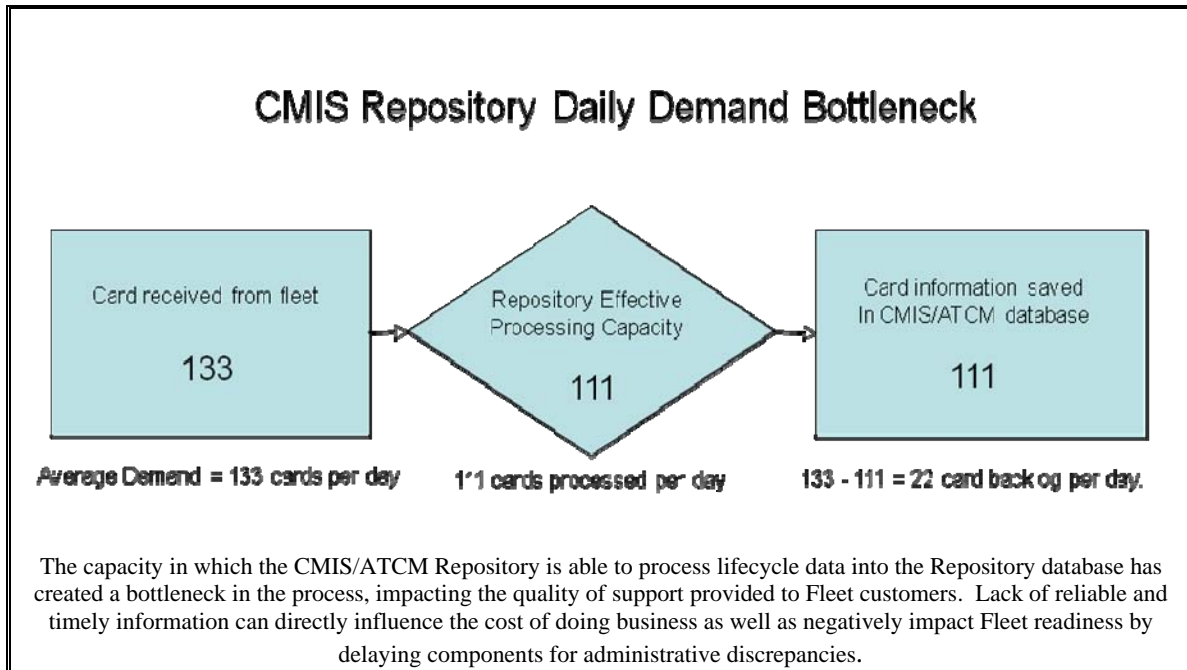 CMIS Repository Daily Demand Bottleneck
Card received from fleet
133
Repository Effective
Processing Capacity
111
Card information saved
In CMIS/ATCM database
111
Average Demand = 133 cards per day
111 cards processed per day
133 - 111 = 22 card backlog per day.
The capacity in which the CMIS/ATCM Repository is able to process lifecycle data into the Repository database has
created a bottleneck in the process, impacting the quality of support provided to Fleet customers.  Lack of reliable and
timely information can directly influence the cost of doing business as well as negatively impact Fleet readiness by
delaying components for administrative discrepancies.